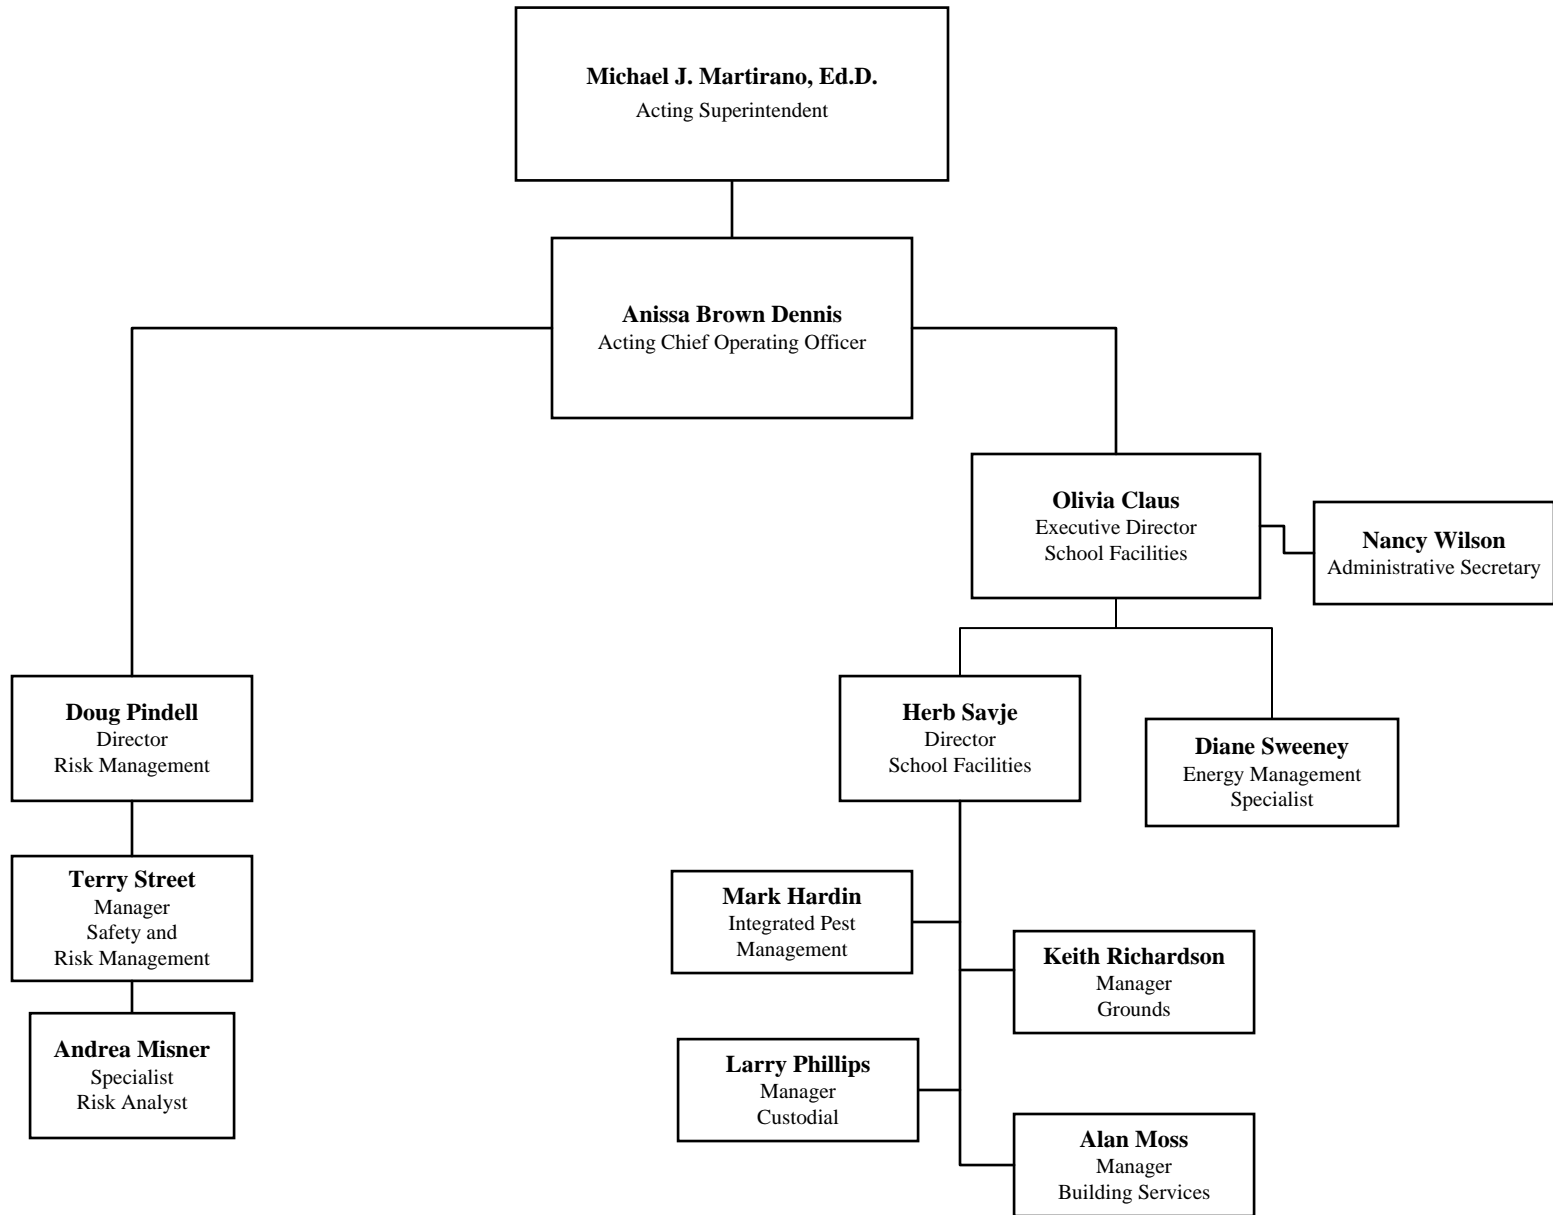 Michael J. Martirano, Ed.D.
Acting Superintendent
Anissa Brown Dennis
Acting Chief Operating Officer
Olivia Claus
Executive Director
School Facilities
Nancy Wilson
Administrative Secretary
Doug Pindell
Director
Risk Management
Herb Savje
Director
School Facilities
Diane Sweeney
Energy Management
Specialist
Terry Street
Manager
Safety and
Risk Management
Mark Hardin
Integrated Pest
Management
Keith Richardson
Manager
Grounds
Andrea Misner
Specialist
Risk Analyst
Larry Phillips
Manager
Custodial
Alan Moss
Manager
Building Services